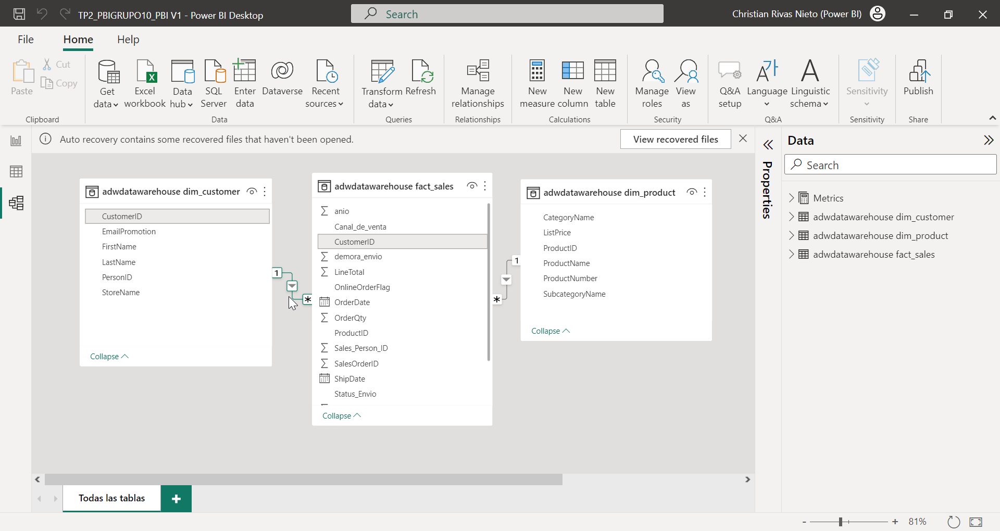 TP2_PBIGRUPO10_PBI V1 - Power BI Desktop
Search
Christian Rivas Nieto (Power BI)
File
Home
Help
Paste
Cut
Copy
Clipboard
Get data
Excel workbook
Data hub
SQL Server
Enter data
Dataverse
Recent sources
Data
Transform data
Refresh
Queries
Manage relationships
Relationships
New measure
New column
New table
Calculations
Manage roles
View as
Security
Q&A setup
Language
Linguistic schema
Q&A
Sensitivity
Sensitivity
Publish
Share
Auto recovery contains some recovered files that haven't been opened.
View recovered files
adwdatawarehouse dim_customer
CustomerID
EmailPromotion
FirstName
LastName
PersonID
StoreName
Collapse
1
*
adwdatawarehouse fact_sales
anio
Canal_de_venta
CustomerID
demora_envio
LineTotal
OnlineOrderFlag
OrderDate
OrderQty
ProductID
Sales_Person_ID
SalesOrderID
ShipDate
Status_Envio
Collapse
*
1
adwdatawarehouse dim_product
CategoryName
ListPrice
ProductID
ProductName
ProductNumber
SubcategoryName
Collapse
Properties
Data
Search
Metrics
adwdatawarehouse dim_customer
adwdatawarehouse dim_product
adwdatawarehouse fact_sales
Todas las tablas
+
- + 81%